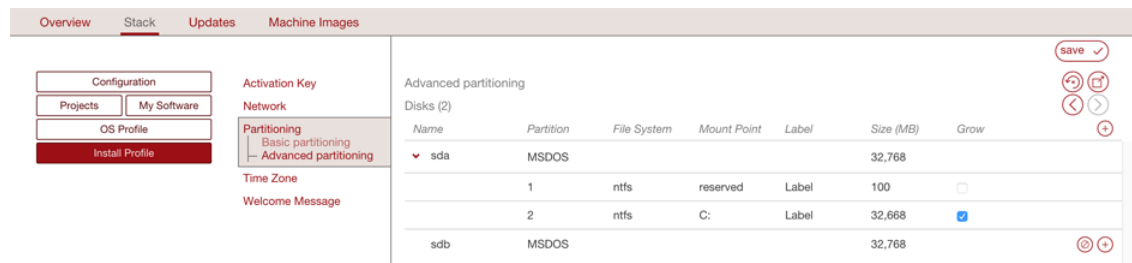 Overview Stack Updates Machine Images
save
Configuration
Projects My Software
OS Profile
Install Profile
Activation Key
Network
Partitioning
Basic partitioning
Advanced partitioning
Time Zone
Welcome Message
Advanced partitioning
Disks (2)
Name Partition File System Mount Point Label Size (MB) Grow
sda MSDOS 32,768
1 ntfs reserved Label 100
2 ntfs C: Label 32,668
sdb MSDOS 32,768